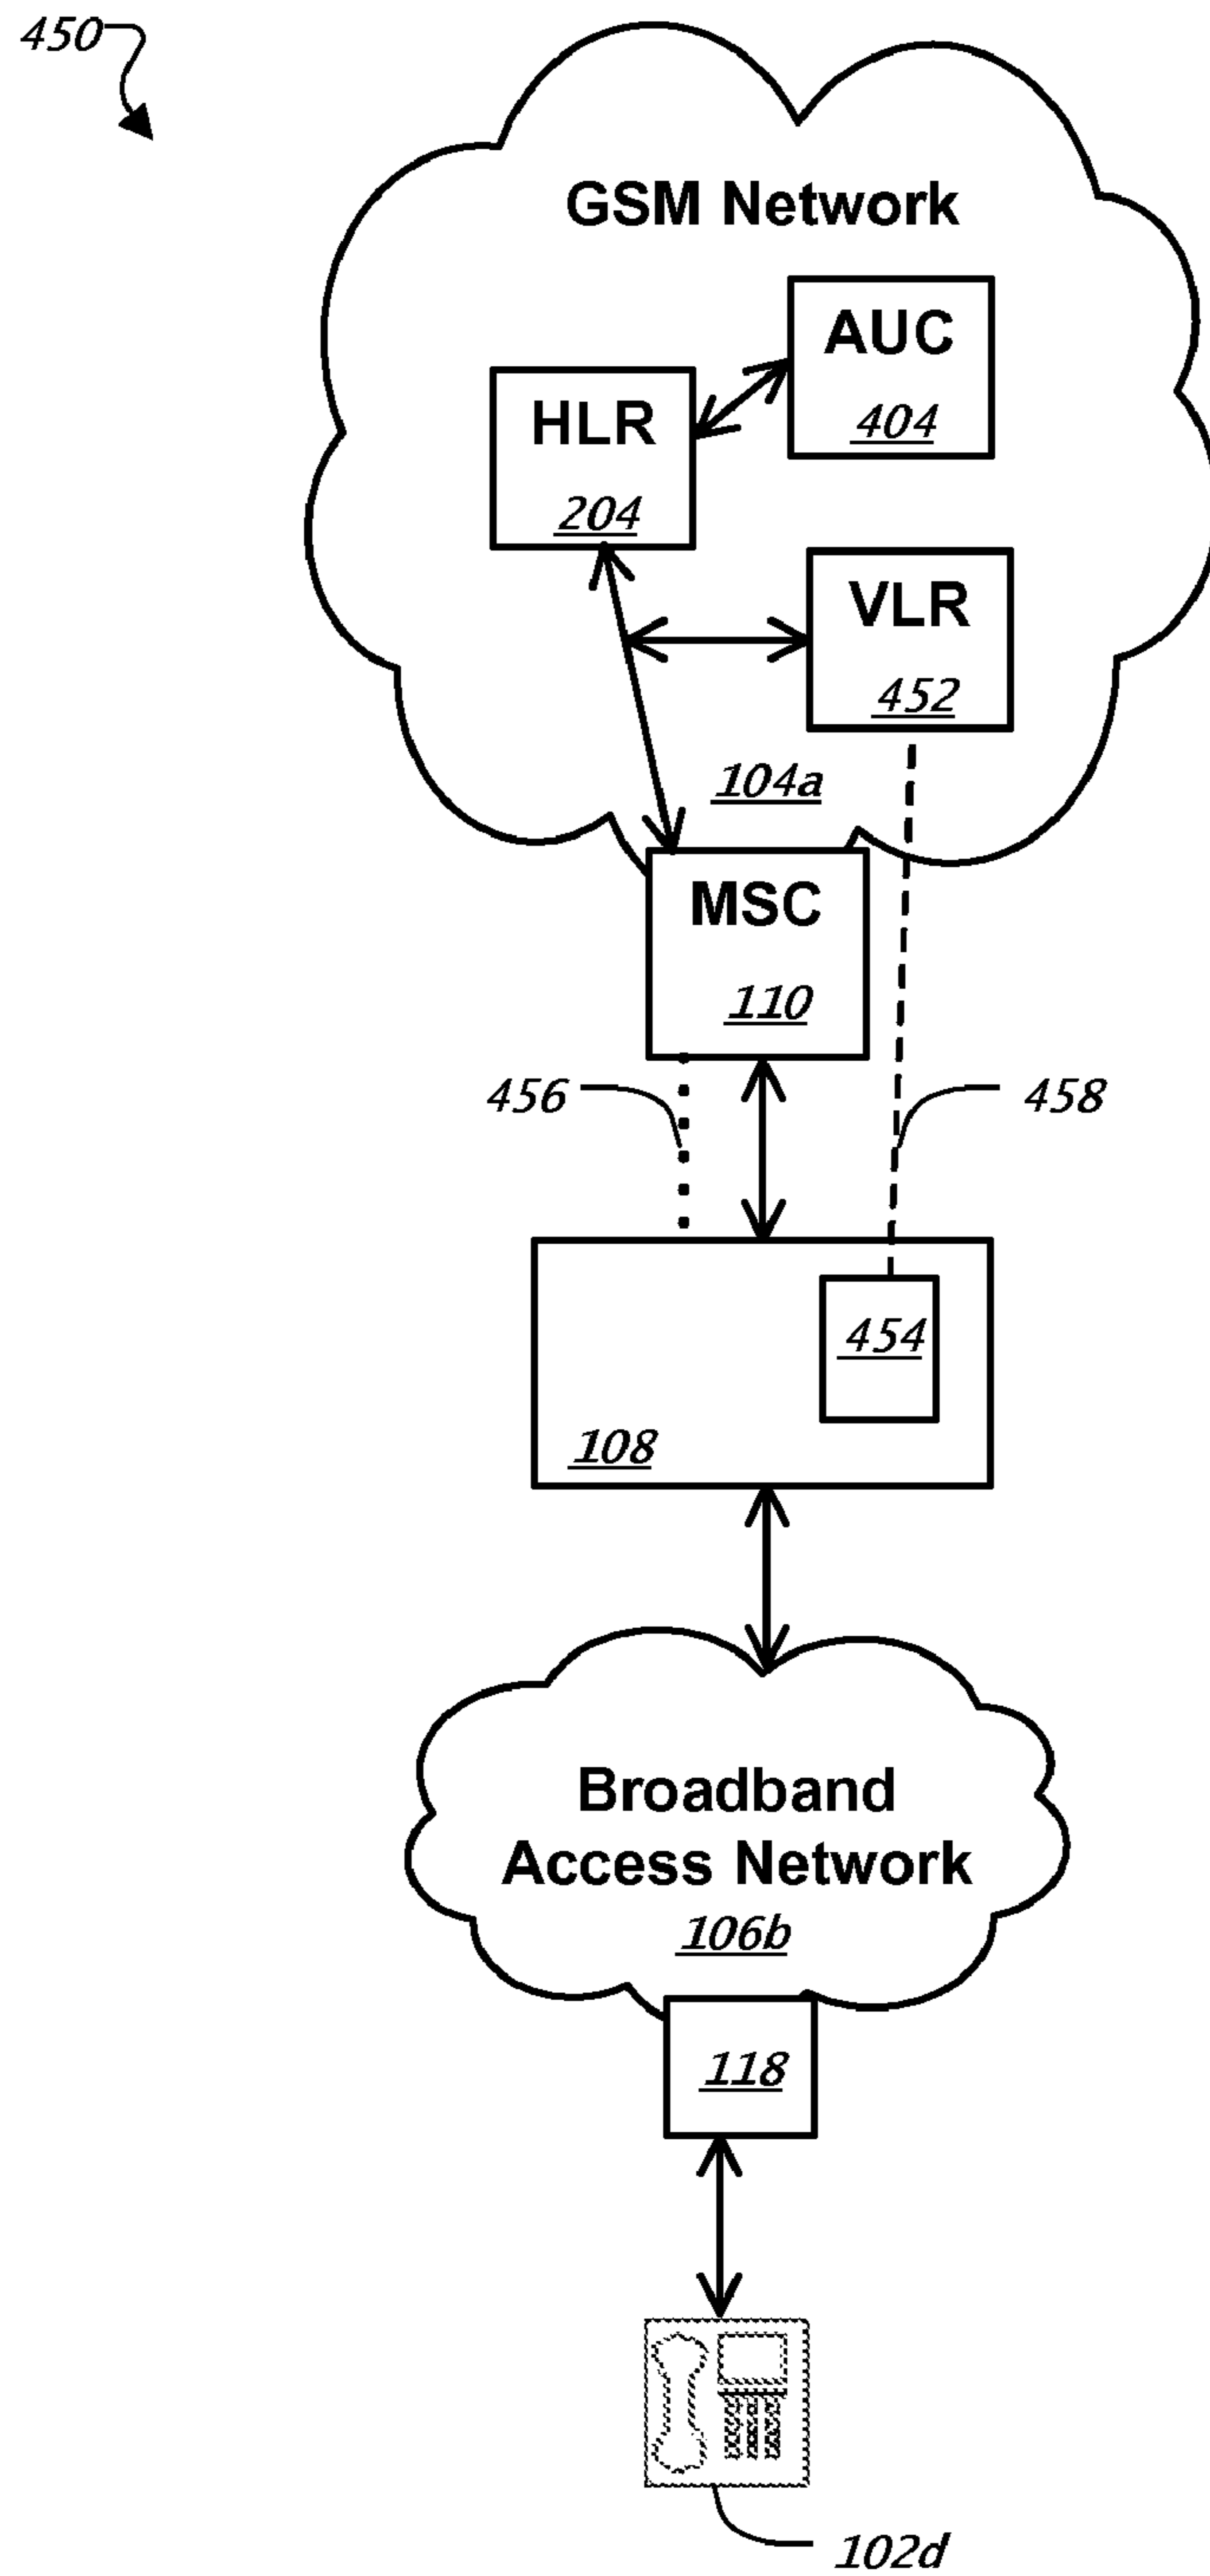 450
GSM Network
AUC
404
HLR
204
VLR
452
104a
MSC
110
456
458
454
108
Broadband
Access Network
106b
118
102d